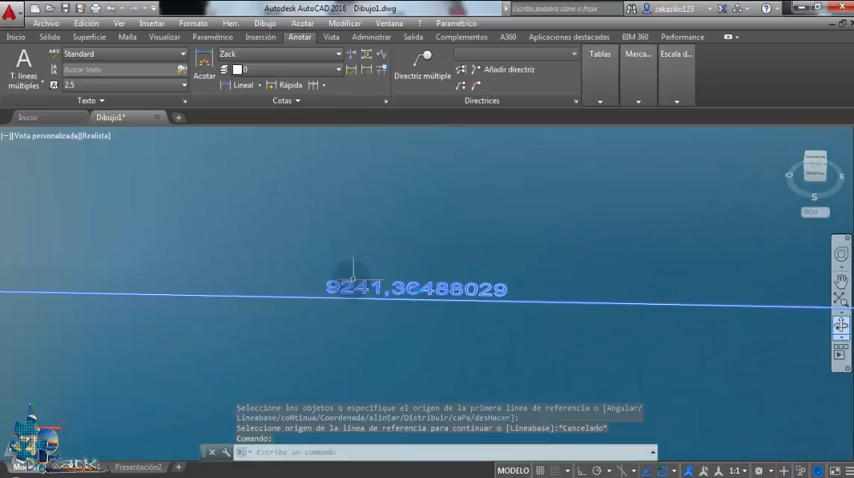 Autodesk AutoCAD 2016 Dibujo1.dwg
Escriba palabra clave o frase
zakaziko123
Archivo Edición Ver Insertar Formato Herr. Dibujo Acotar Modificar Ventana ? Paramétrico
Inicio Sólido Superficie Malla Visualizar Paramétrico Inserción Anotar Vista Administrar Salida Complementos A360 Aplicaciones destacadas BIM 360 Performance
T. líneas múltiples
Standard
Buscar texto
2.5
Texto
Acotar
Zack
0
Lineal Rápida
Cotas
Directriz múltiple
Añadir directriz
Directrices
Tablas
Marca...
Escala d...
Inicio Dibujo1*
[−][Vista personalizada][Realista]
S
9241,36488029
Seleccione los objetos o especifique el origen de la primera línea de referencia o [Angular/
Líneabase/coNtinua/Coordenada/alinEar/Distribuir/caPa/desHacer]:
Seleccione origen de la línea de referencia para continuar o [Líneabase]:*Cancelado*
Comando:
Escriba un comando
Presentación2
MODELO
1:1